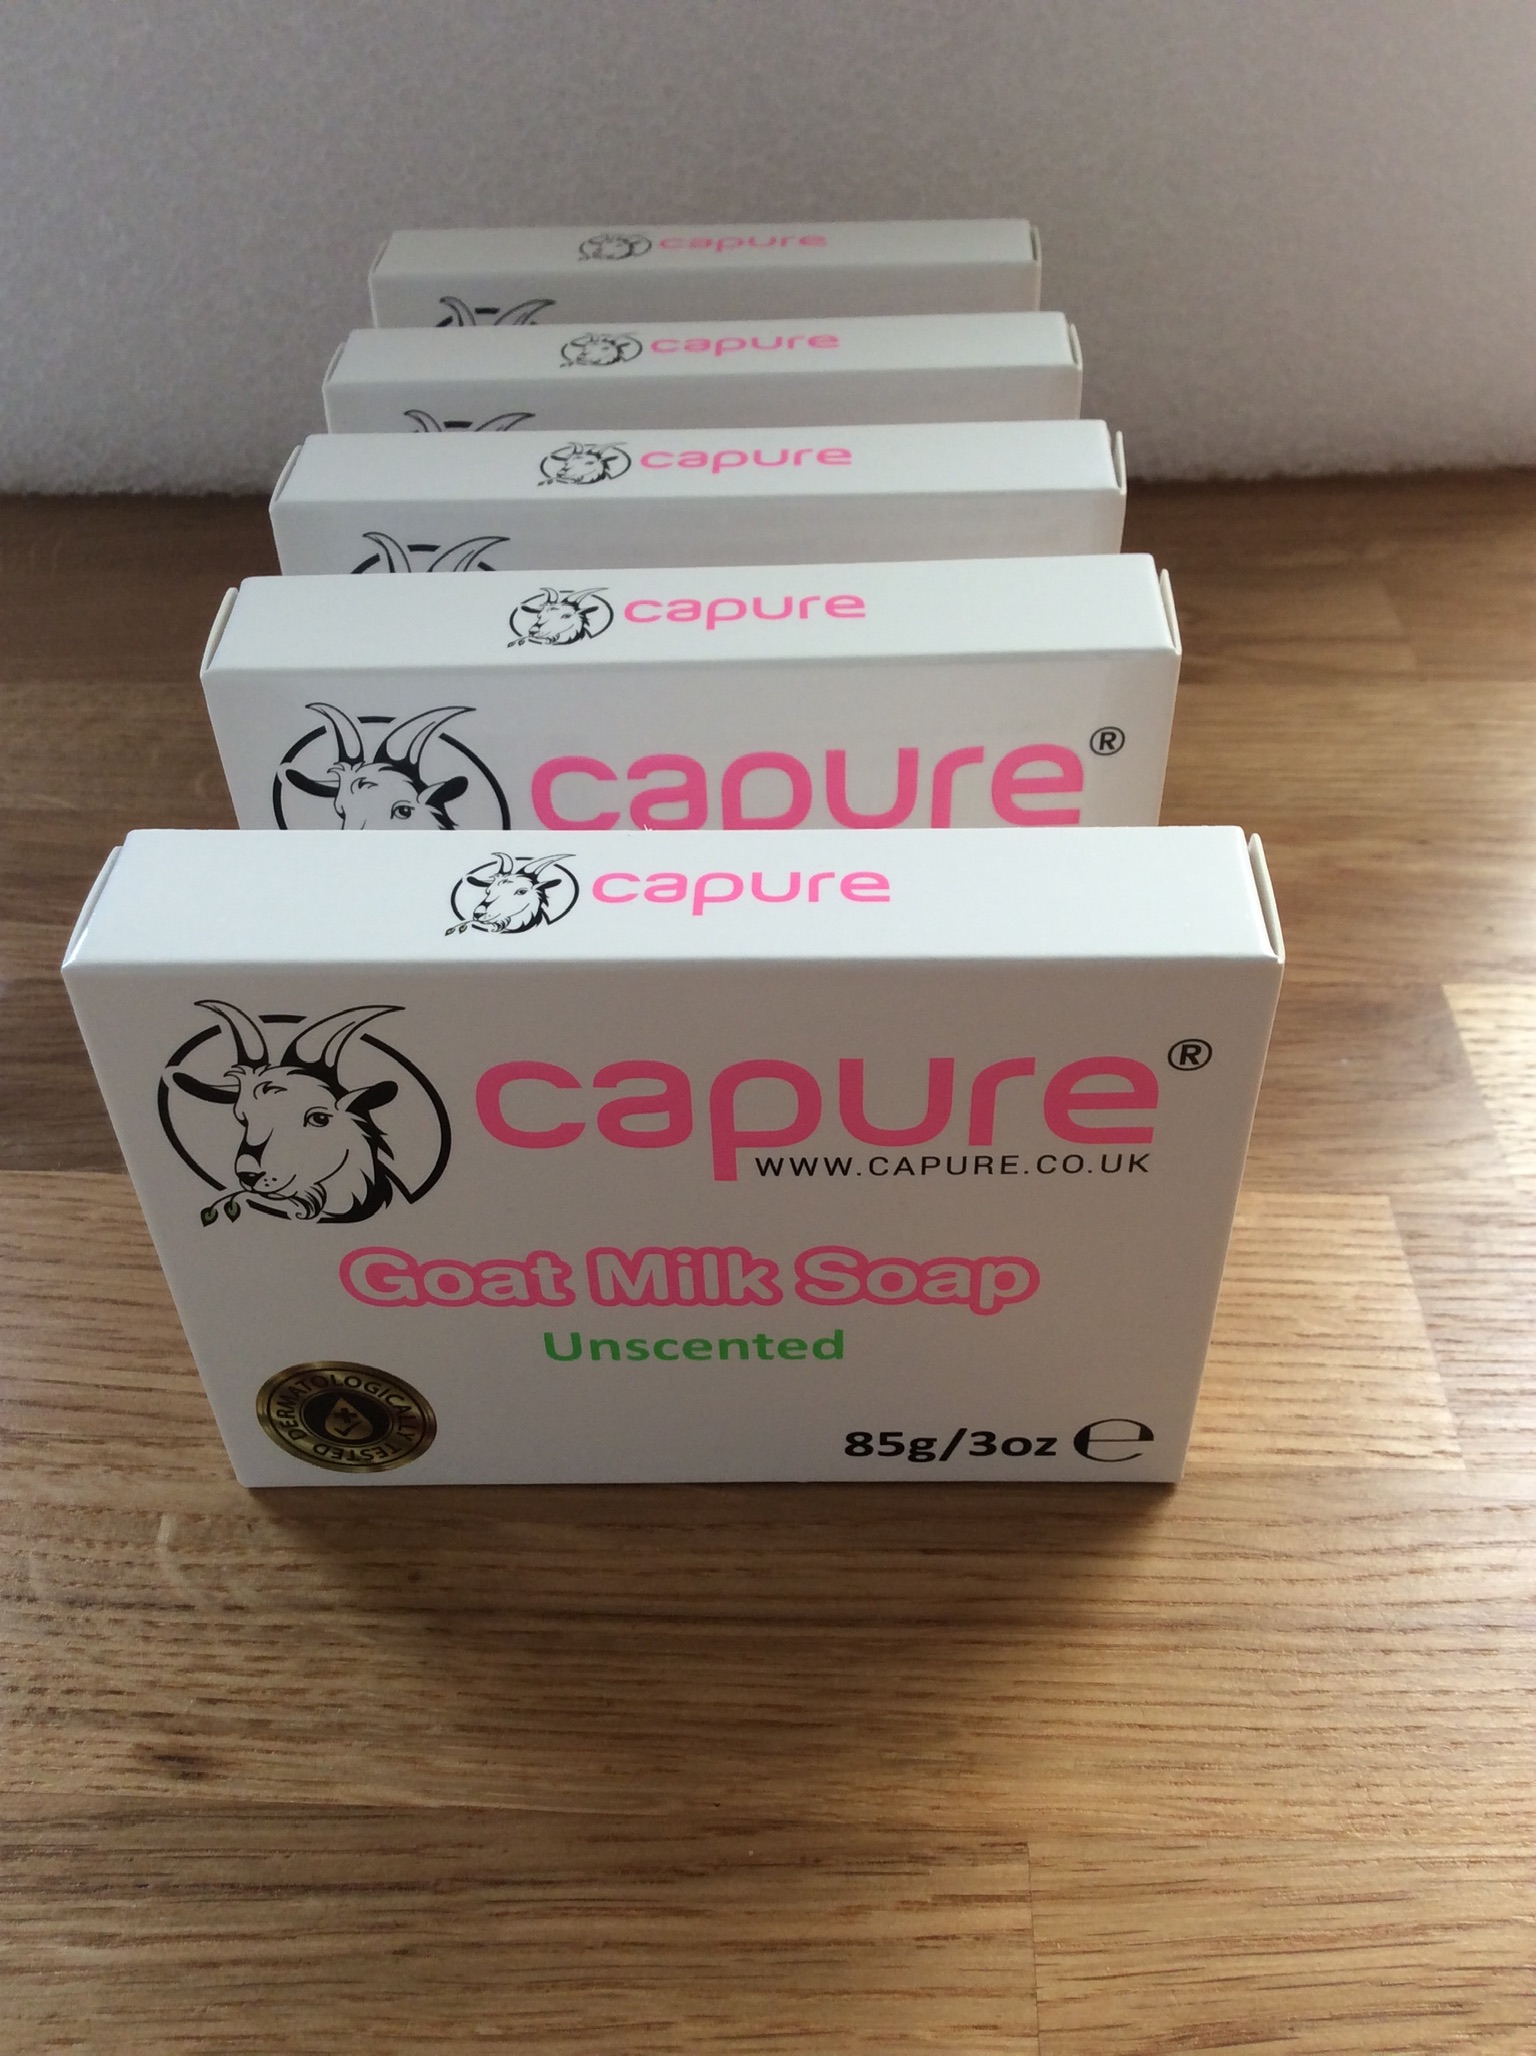 capure
capure
capure
capure
capure®
capure
capure®
WWW.CAPURE.CO.UK
Goat Milk Soap
Unscented
DERMATOLOGICALLY TESTED
85g/3oz ℮